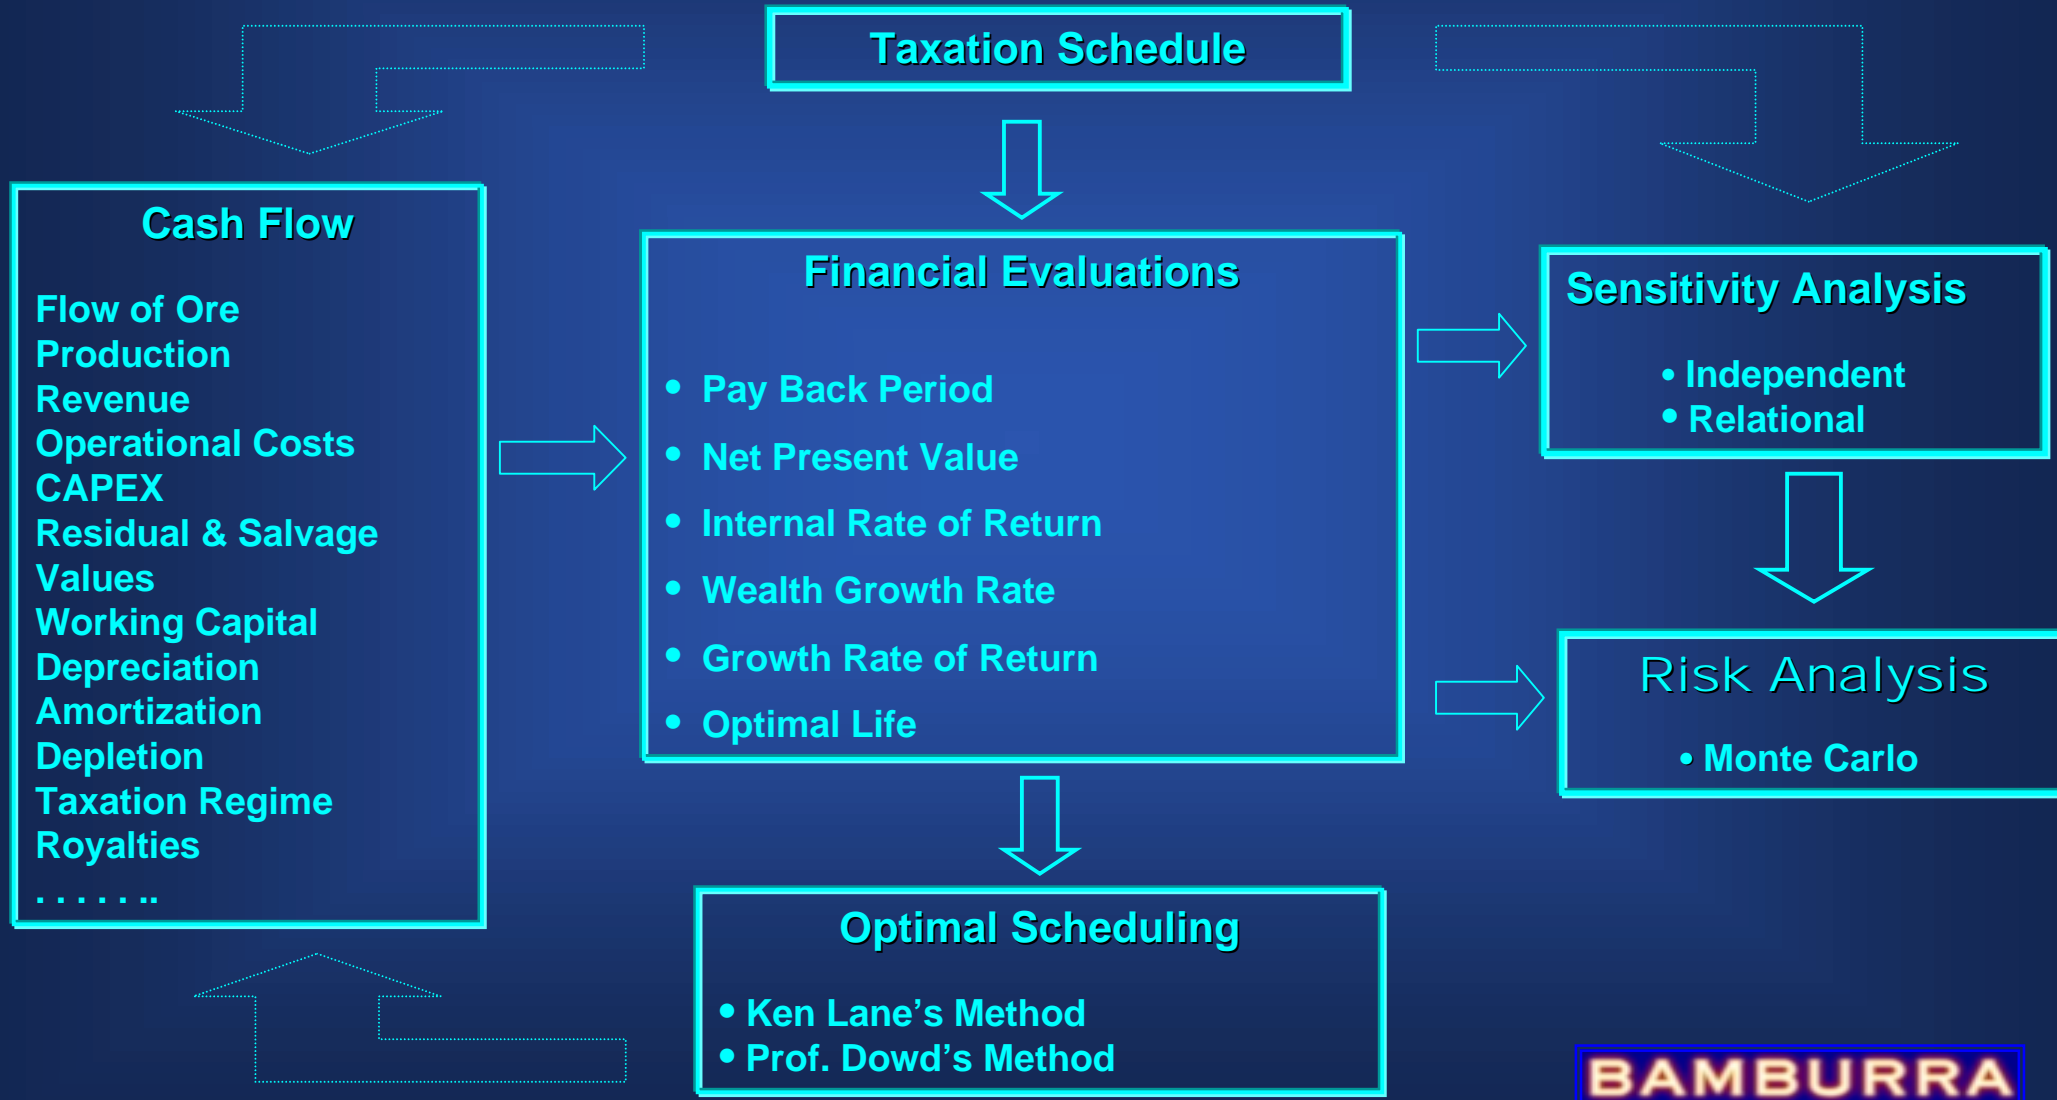 Taxation Schedule
Cash Flow
Flow of Ore
Production
Revenue
Operational Costs
CAPEX
Residual & Salvage
Values
Working Capital
Depreciation
Amortization
Depletion
Taxation Regime
Royalties
. . . . . ..
Financial Evaluations
• Pay Back Period
• Net Present Value
• Internal Rate of Return
• Wealth Growth Rate
• Growth Rate of Return
• Optimal Life
Sensitivity Analysis
• Independent
• Relational
Risk Analysis
• Monte Carlo
Optimal Scheduling
• Ken Lane’s Method
• Prof. Dowd’s Method
BAMBURRA